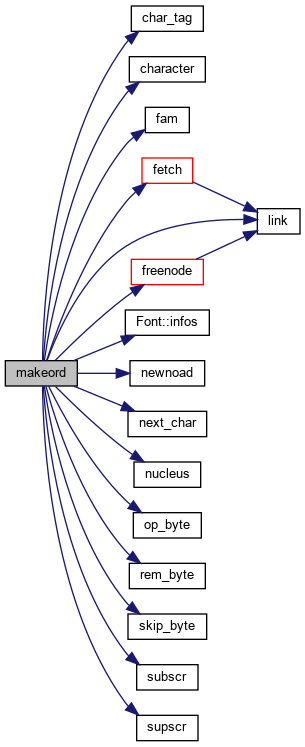 char_tag
character
fam
fetch
link
freenode
Font::infos
makeord
newnoad
next_char
nucleus
op_byte
rem_byte
skip_byte
subscr
supscr